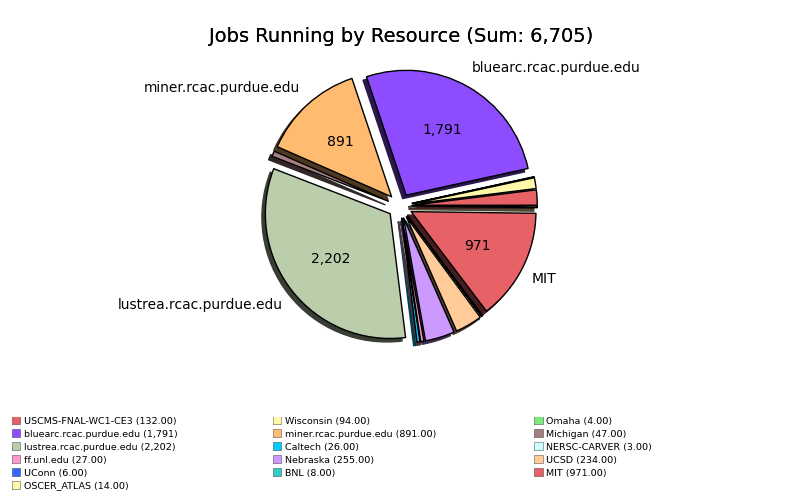 Jobs Running by Resource (Sum: 6,705)
bluearc.rcac.purdue.edu
miner.rcac.purdue.edu
1,791
891
971
2,202
MIT
lustrea.rcac.purdue.edu
USCMS-FNAL-WC1-CE3 (132.00)
bluearc.rcac.purdue.edu (1,791)
lustrea.rcac.purdue.edu (2,202)
ff.unl.edu (27.00)
UConn (6.00)
OSCER_ATLAS (14.00)
Wisconsin (94.00)
miner.rcac.purdue.edu (891.00)
Caltech (26.00)
Nebraska (255.00)
BNL (8.00)
Omaha (4.00)
Michigan (47.00)
NERSC-CARVER (3.00)
UCSD (234.00)
MIT (971.00)